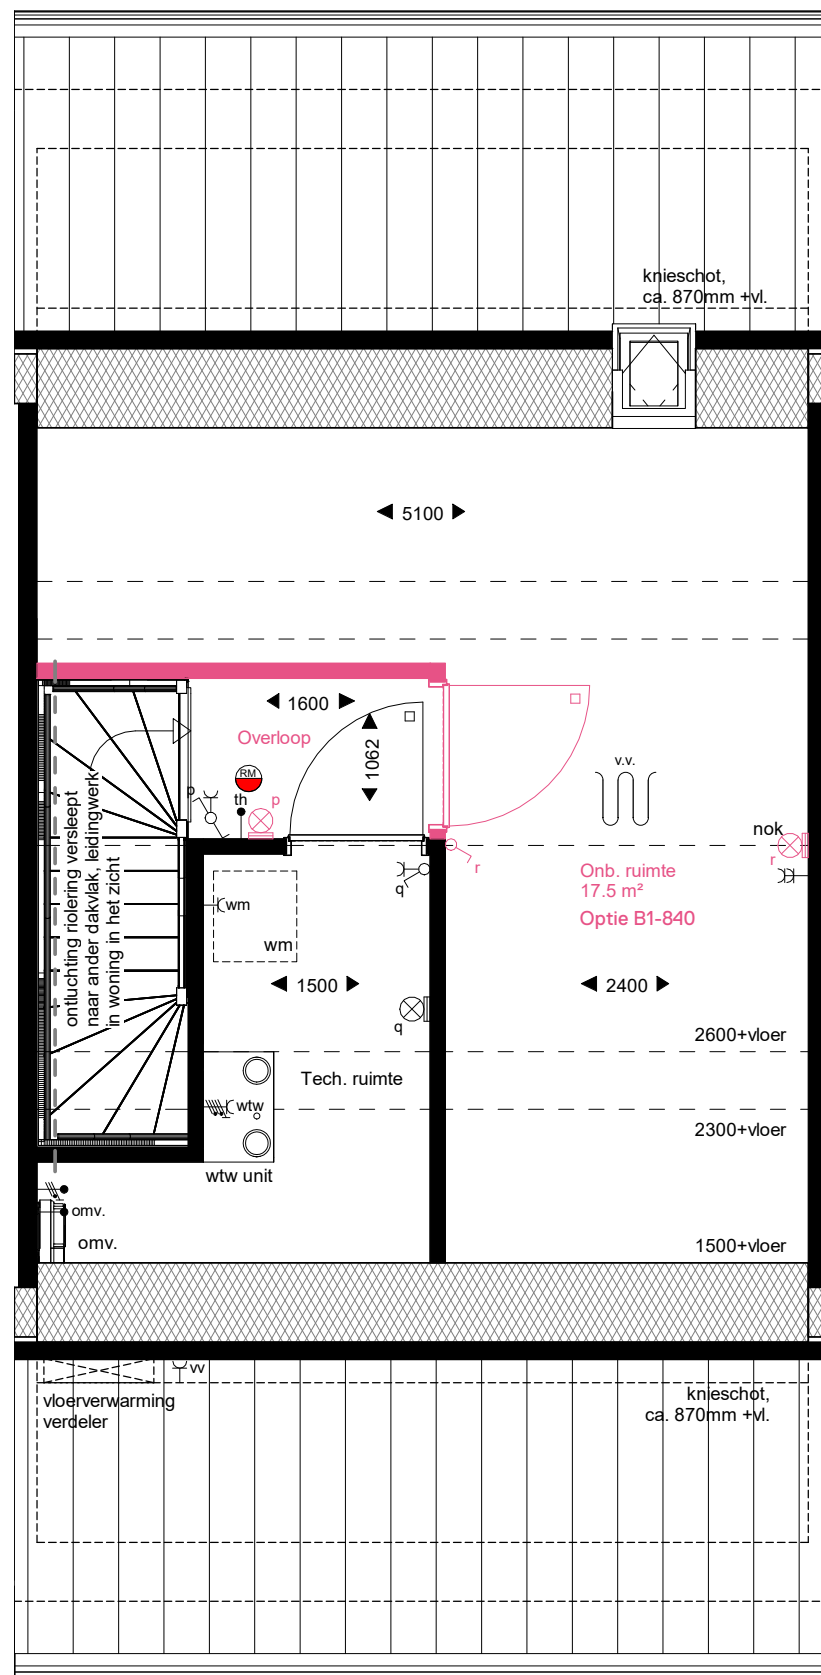 knieschot,
ca. 870mm +vl.
5100
1600
Overloop
1062
RM
p
th
p
v.v.
nok
r
r
Onb. ruimte
17.5 m²
Optie B1-840
q
wm
wm
1500
2400
q
ontluchting riolering versleept
naar ander dakvlak, leidingwerk
in woning in het zicht
2600+vloer
Tech. ruimte
wtw
2300+vloer
wtw unit
omv.
omv.
1500+vloer
vv
vloerverwarming
verdeler
knieschot,
ca. 870mm +vl.